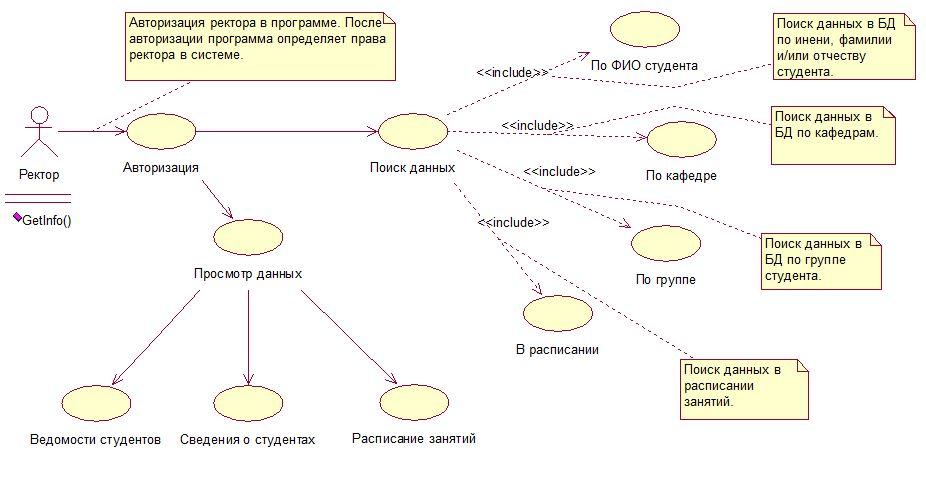 Авторизация ректора в программе. После
авторизации программа определяет права
ректора в системе.
По ФИО студента
Поиск данных в БД
по инени, фамилии
и/или отчеству
студента.
<<include>>
Ректор
GetInfo()
Авторизация
Поиск данных
<<include>>
По кафедре
Поиск данных в
БД по кафедрам.
<<include>>
По группе
Поиск данных в
БД по группе
студента.
<<include>>
В расписании
Поиск данных в
расписании
занятий.
Просмотр данных
Ведомости студентов
Сведения о студентах
Расписание занятий